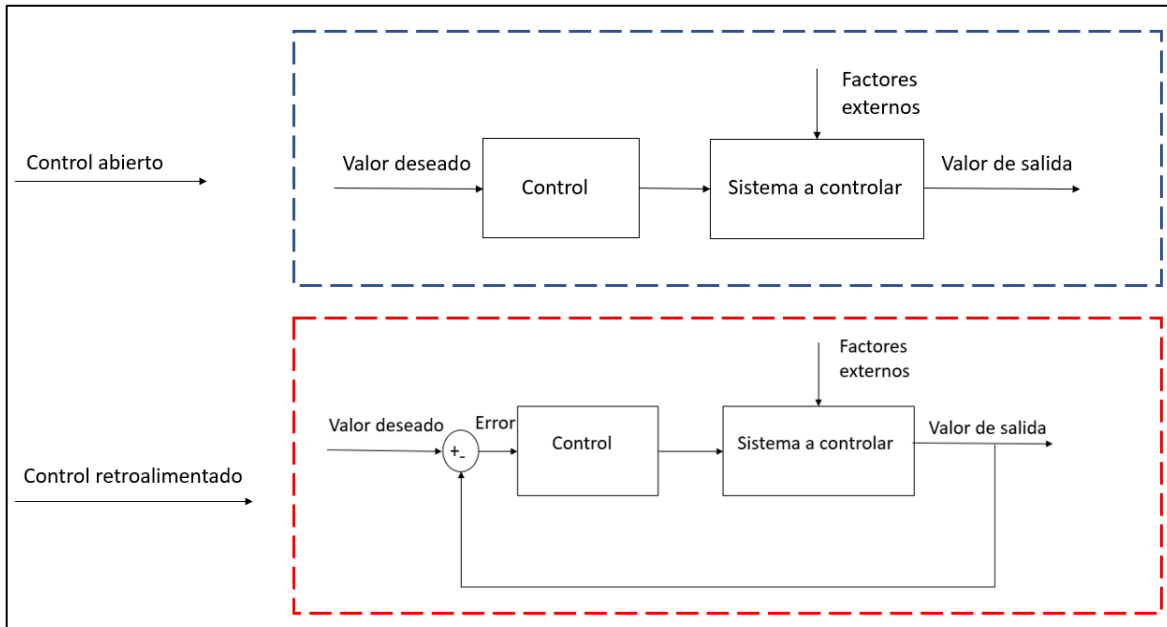 Factores
externos
Control abierto
Valor deseado
Control
Sistema a controlar
Valor de salida
Factores
externos
Valor deseado
+-
Error
Control
Sistema a controlar
Valor de salida
Control retroalimentado